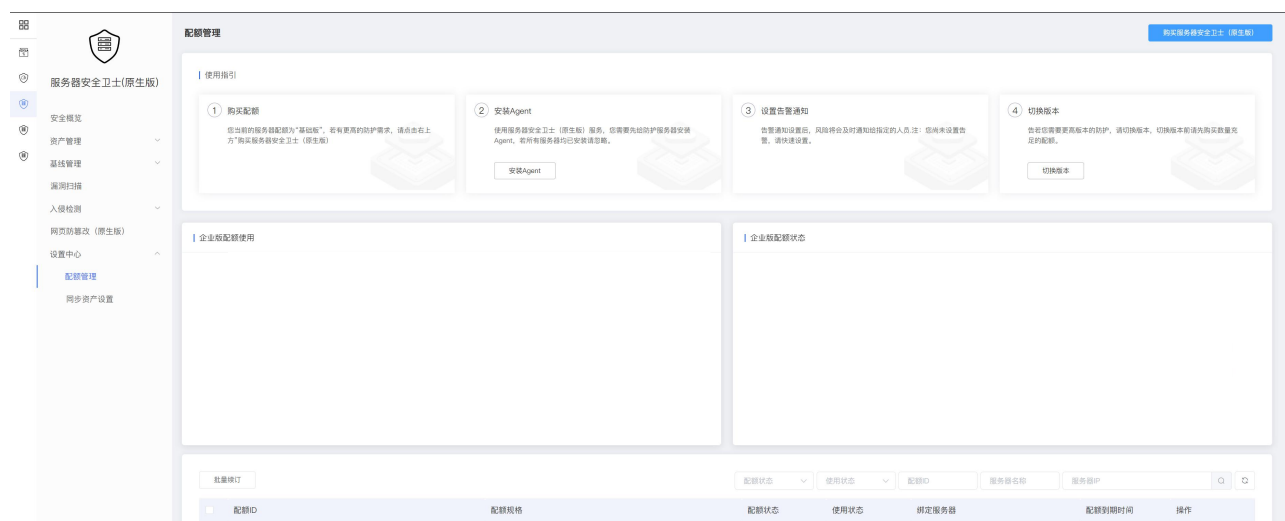 服务器安全卫士(原生版)
安全概览
资产管理
基线管理
漏洞扫描
入侵检测
网页防篡改（原生版）
设置中心
配额管理
同步资产设置
配额管理
购买服务器安全卫士（原生版）
使用指引
1 购买配额
您当前的服务器配额为“基础版”，若有更高的防护需求，请点击右上
方“购买服务器安全卫士（原生版）
2 安装Agent
使用服务器安全卫士（原生版）服务，您需要先给防护服务器安装
Agent，若所有服务器均已安装请忽略。
安装Agent
3 设置告警通知
告警通知设置后，风险将会及时通知给指定的人员.注：您尚未设置告
警，请快速设置。
4 切换版本
告若您需要更高版本的防护，请切换版本，切换版本前请先购买数量充
足的配额。
切换版本
企业版配额使用
企业版配额状态
批量续订
配额状态 使用状态 配额ID 服务器名称 服务器IP
配额ID 配额规格 配额状态 使用状态 绑定服务器 配额到期时间 操作